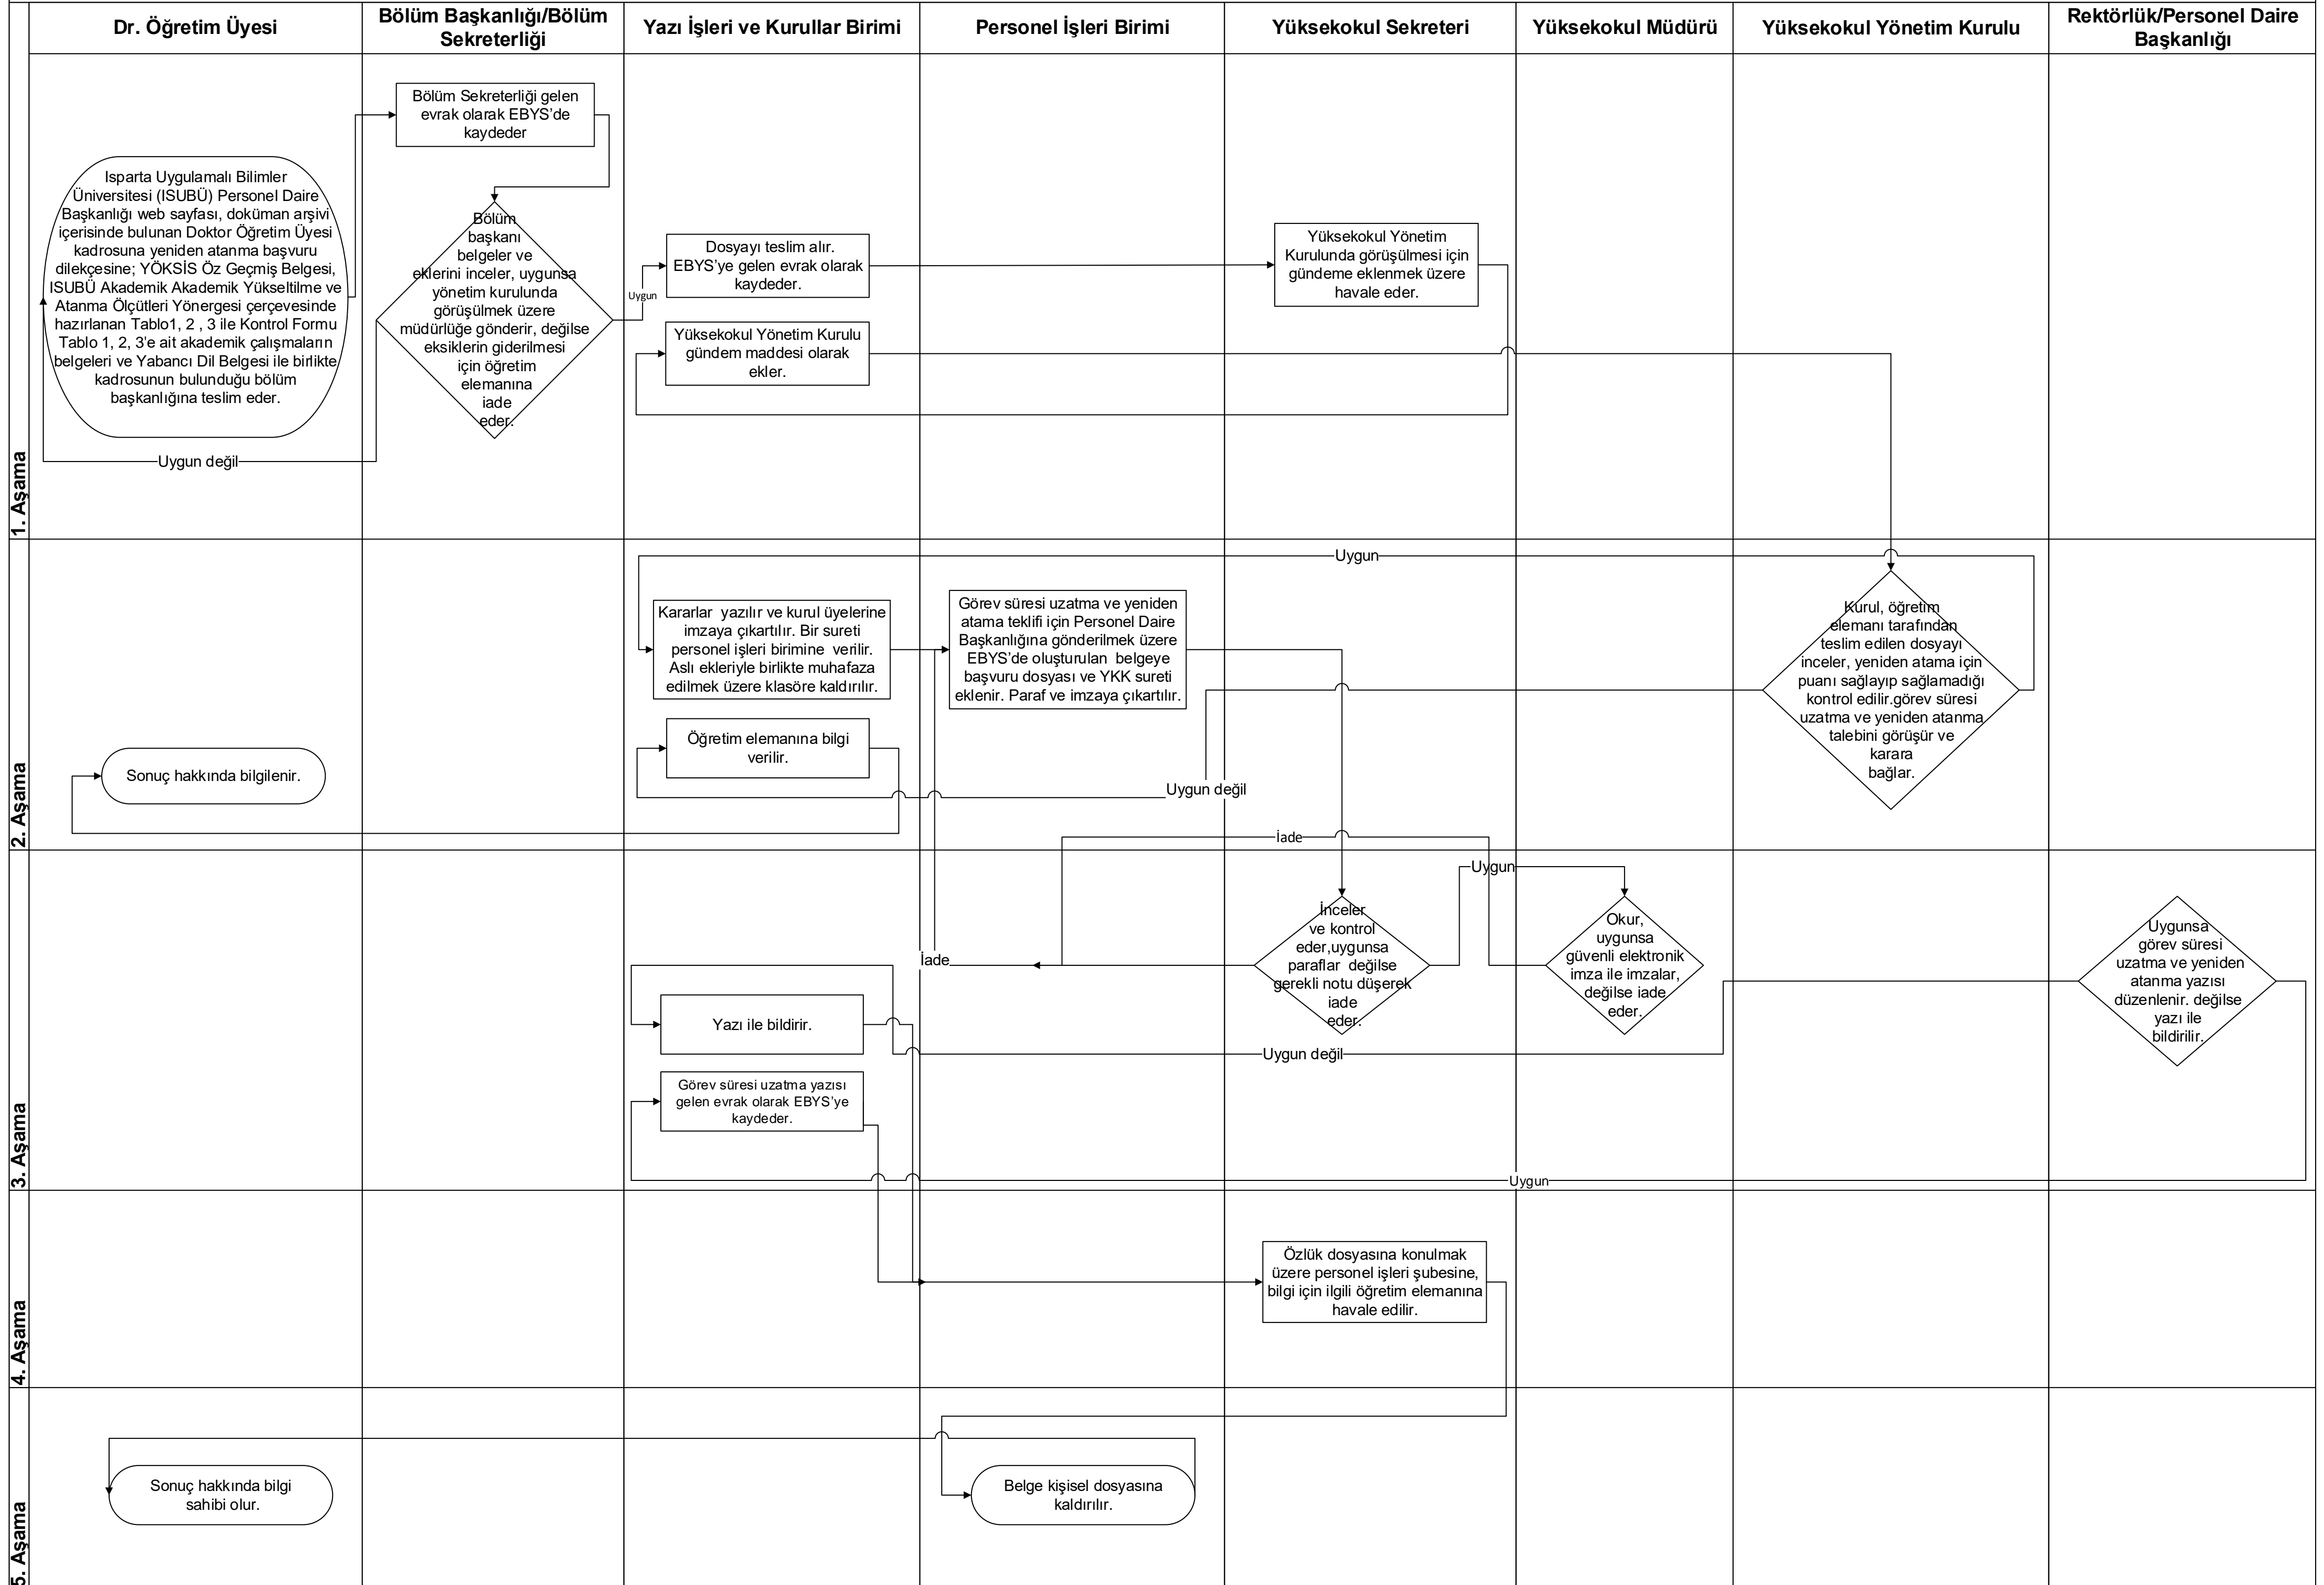 Dr. Öğretim Üyesi
Bölüm Başkanlığı/Bölüm
Sekreterliği
Yazı İşleri ve Kurullar Birimi
Personel İşleri Birimi
Yüksekokul Sekreteri
Yüksekokul Müdürü
Yüksekokul Yönetim Kurulu
Rektörlük/Personel Daire
Başkanlığı
1. Aşama
Isparta Uygulamalı Bilimler
Üniversitesi (ISUBÜ) Personel Daire
Başkanlığı web sayfası, doküman arşivi
içerisinde bulunan Doktor Öğretim Üyesi
kadrosuna yeniden atanma başvuru
dilekçesine; YÖKSİS Öz Geçmiş Belgesi,
ISUBÜ Akademik Akademik Yükseltilme ve
Atanma Ölçütleri Yönergesi çerçevesinde
hazırlanan Tablo1, 2 , 3 ile Kontrol Formu
Tablo 1, 2, 3'e ait akademik çalışmaların
belgeleri ve Yabancı Dil Belgesi ile birlikte
kadrosunun bulunduğu bölüm
başkanlığına teslim eder.
Bölüm Sekreterliği gelen
evrak olarak EBYS'de
kaydeder
Bölüm
başkanı
belgeler ve
eklerini inceler, uygunsa
yönetim kurulunda
görüşülmek üzere
müdürlüğe gönderir, değilse
eksiklerin giderilmesi
için öğretim
elemanına
iade
eder.
Uygun
Uygun değil
Dosyayı teslim alır.
EBYS'ye gelen evrak olarak
kaydeder.
Yüksekokul Yönetim Kurulu
gündem maddesi olarak
ekler.
Yüksekokul Yönetim
Kurulunda görüşülmesi için
gündeme eklenmek üzere
havale eder.
2. Aşama
Uygun
Kararlar  yazılır ve kurul üyelerine
imzaya çıkartılır. Bir sureti
personel işleri birimine  verilir.
Aslı ekleriyle birlikte muhafaza
edilmek üzere klasöre kaldırılır.
Görev süresi uzatma ve yeniden
atama teklifi için Personel Daire
Başkanlığına gönderilmek üzere
EBYS'de oluşturulan  belgeye
başvuru dosyası ve YKK sureti
eklenir. Paraf ve imzaya çıkartılır.
Kurul, öğretim
elemanı tarafından
teslim edilen dosyayı
inceler, yeniden atama için
puanı sağlayıp sağlamadığı
kontrol edilir.görev süresi
uzatma ve yeniden atanma
talebini görüşür ve
karara
bağlar.
Öğretim elemanına bilgi
verilir.
Sonuç hakkında bilgilenir.
Uygun değil
İade
3. Aşama
Uygun
İnceler
ve kontrol
eder,uygunsa
paraflar  değilse
gerekli notu düşerek
iade
eder.
Okur,
uygunsa
güvenli elektronik
imza ile imzalar,
değilse iade
eder.
Uygunsa
görev süresi
uzatma ve yeniden
atanma yazısı
düzenlenir. değilse
yazı ile
bildirilir.
İade
Yazı ile bildirir.
Uygun değil
Görev süresi uzatma yazısı
gelen evrak olarak EBYS'ye
kaydeder.
Uygun
4. Aşama
Özlük dosyasına konulmak
üzere personel işleri şubesine,
bilgi için ilgili öğretim elemanına
havale edilir.
5. Aşama
Sonuç hakkında bilgi
sahibi olur.
Belge kişisel dosyasına
kaldırılır.